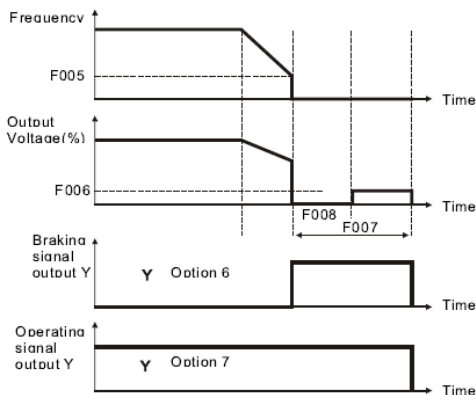 Frequency
F005
Time
Output
Voltage(%)
F006
Time
F008
F007
Braking
signal
output Y
Y Option 6
Time
Operating
signal
output Y
Y Option 7
Time